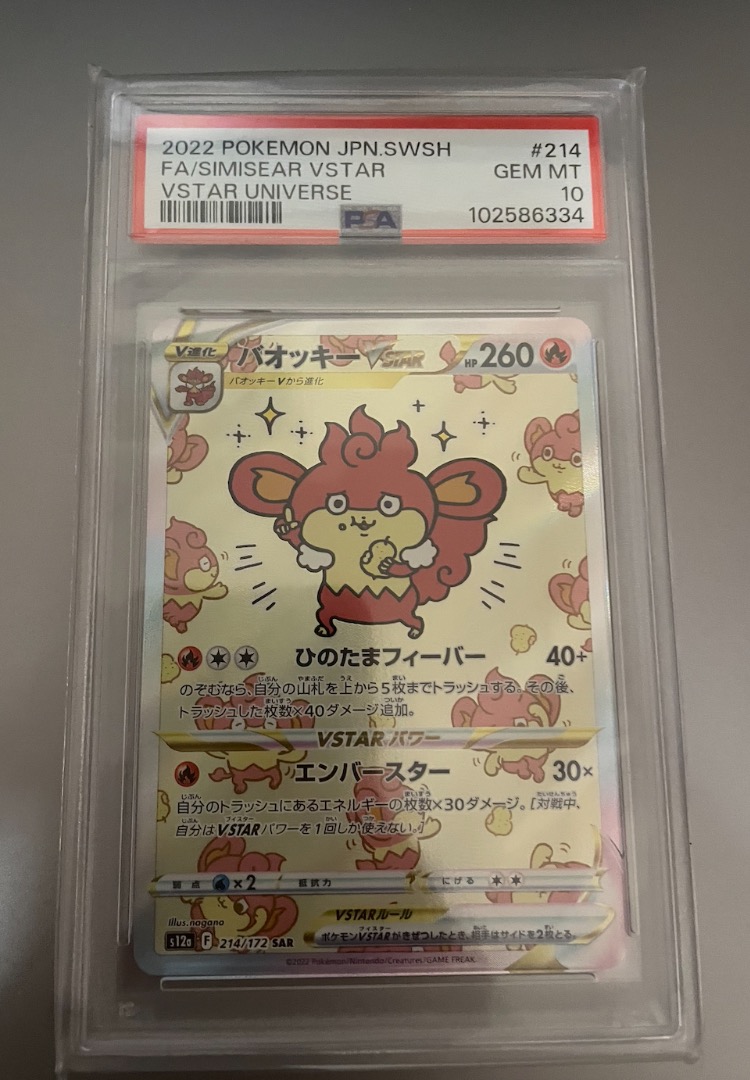 2022 POKEMON JPN.SWSH #214
FA/SIMISEAR VSTAR GEM MT
VSTAR UNIVERSE 10
PSA 102586334
V進化 バオッキー VSTAR HP 260
バオッキーVから進化
ひのたまフィーバー 40+
のぞむなら、自分の山札を上から5枚までトラッシュする。その後、
トラッシュした枚数×40ダメージ追加。
VSTARパワー
エンバースター 30×
自分のトラッシュにあるエネルギーの枚数×30ダメージ。[対戦中、
自分はVSTARパワーを1回しか使えない。]
弱点 ×2 抵抗力 にげる
Illus. nagano
VSTARルール
s12a F 214/172 SAR
ポケモンVSTARがきぜつしたとき、相手はサイドを2枚とる。
©2022 Pokémon/Nintendo/Creatures/GAME FREAK.